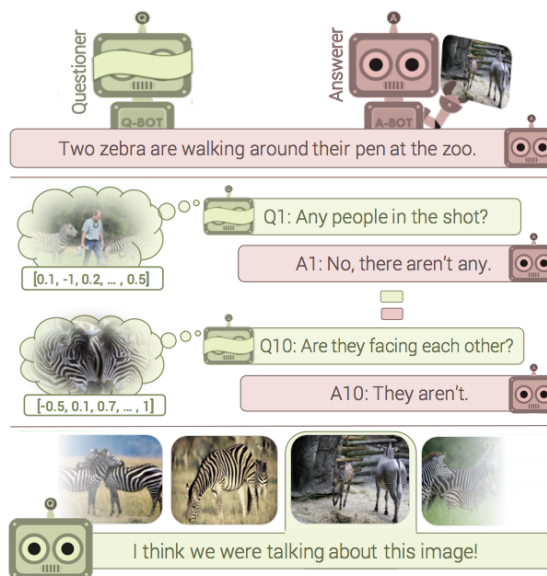 Questioner
Answerer
Q
A
Q-BOT
A-BOT
Two zebra are walking around their pen at the zoo.
A
Q
Q1: Any people in the shot?
[0.1, -1, 0.2, ... , 0.5]
A1: No, there aren't any.
A
Q
Q10: Are they facing each other?
[-0.5, 0.1, 0.7, ... , 1]
A10: They aren't.
A
Q
I think we were talking about this image!